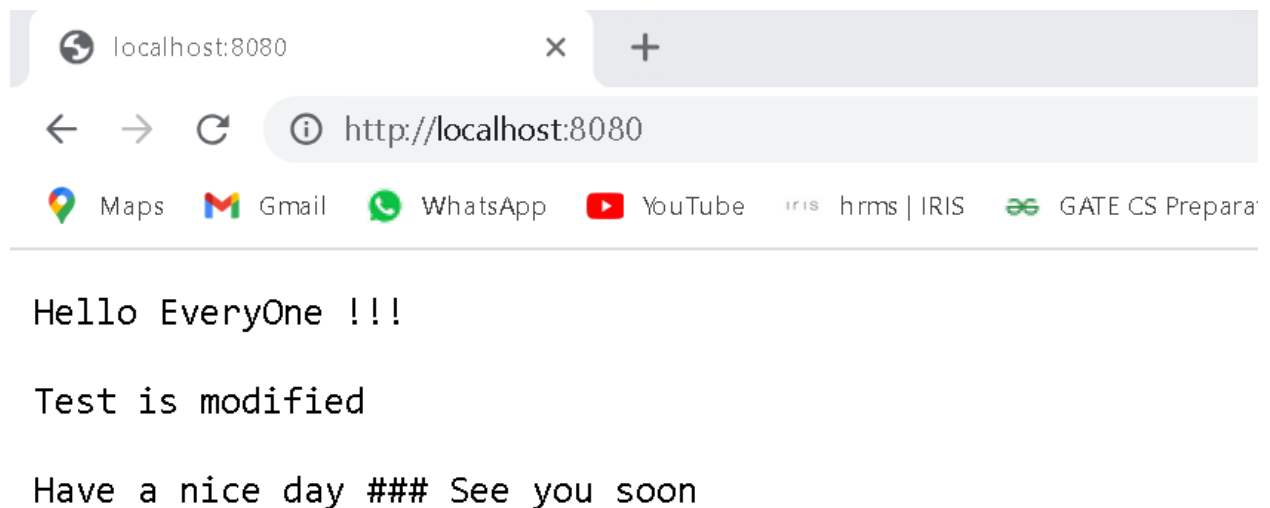 localhost:8080
http://localhost:8080
Maps Gmail WhatsApp YouTube iris hrms | IRIS GATE CS Prepara
Hello EveryOne !!!
Test is modified
Have a nice day ### See you soon